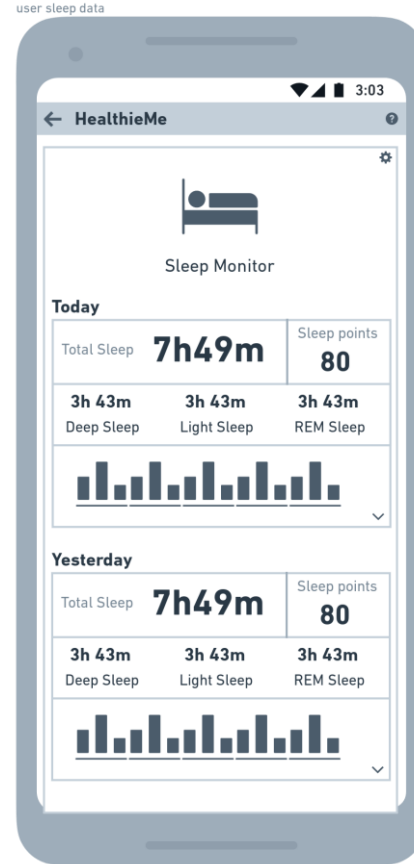 user sleep data
3:03
HealthieMe
Sleep Monitor
Today
Total Sleep 7h49m Sleep points
80
3h 43m 3h 43m 3h 43m
Deep Sleep Light Sleep REM Sleep
Yesterday
Total Sleep 7h49m Sleep points
80
3h 43m 3h 43m 3h 43m
Deep Sleep Light Sleep REM Sleep